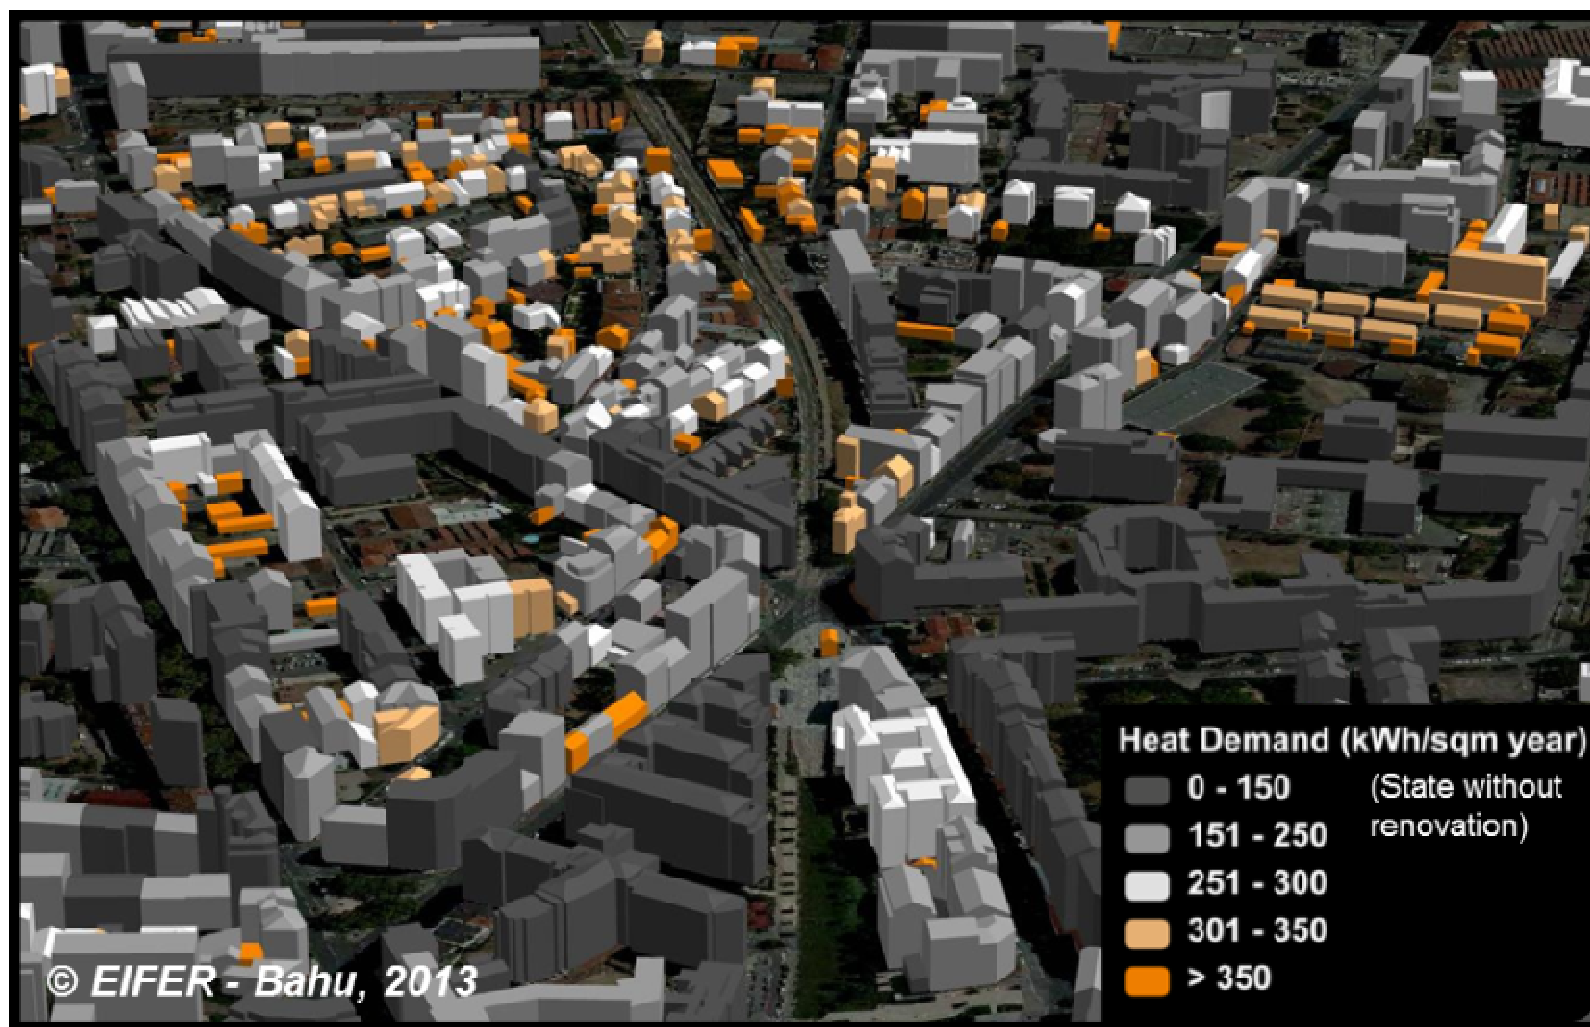 Heat Demand (kWh/sqm year)
0 - 150
(State without
renovation)
151 - 250
251 - 300
301 - 350
> 350
© EIFER - Bahu, 2013